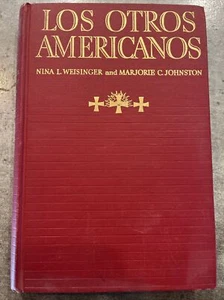 LOS OTROS
AMERICANOS
NINA L. WEISINGER and MARJORIE C. JOHNSTON